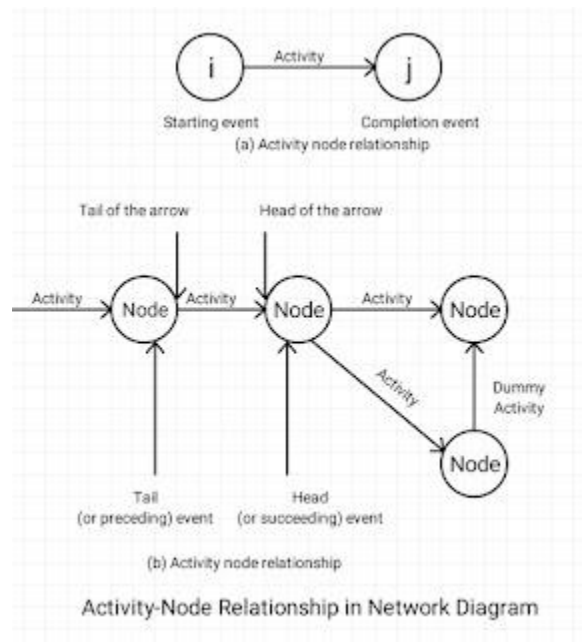 Activity
i
j
Starting event
Completion event
(a) Activity node relationship
Tail of the arrow
Head of the arrow
Activity
Node
Activity
Node
Activity
Node
Activity
Dummy
Activity
Node
Tail
(or preceding) event
Head
(or succeeding) event
(b) Activity node relationship
Activity-Node Relationship in Network Diagram